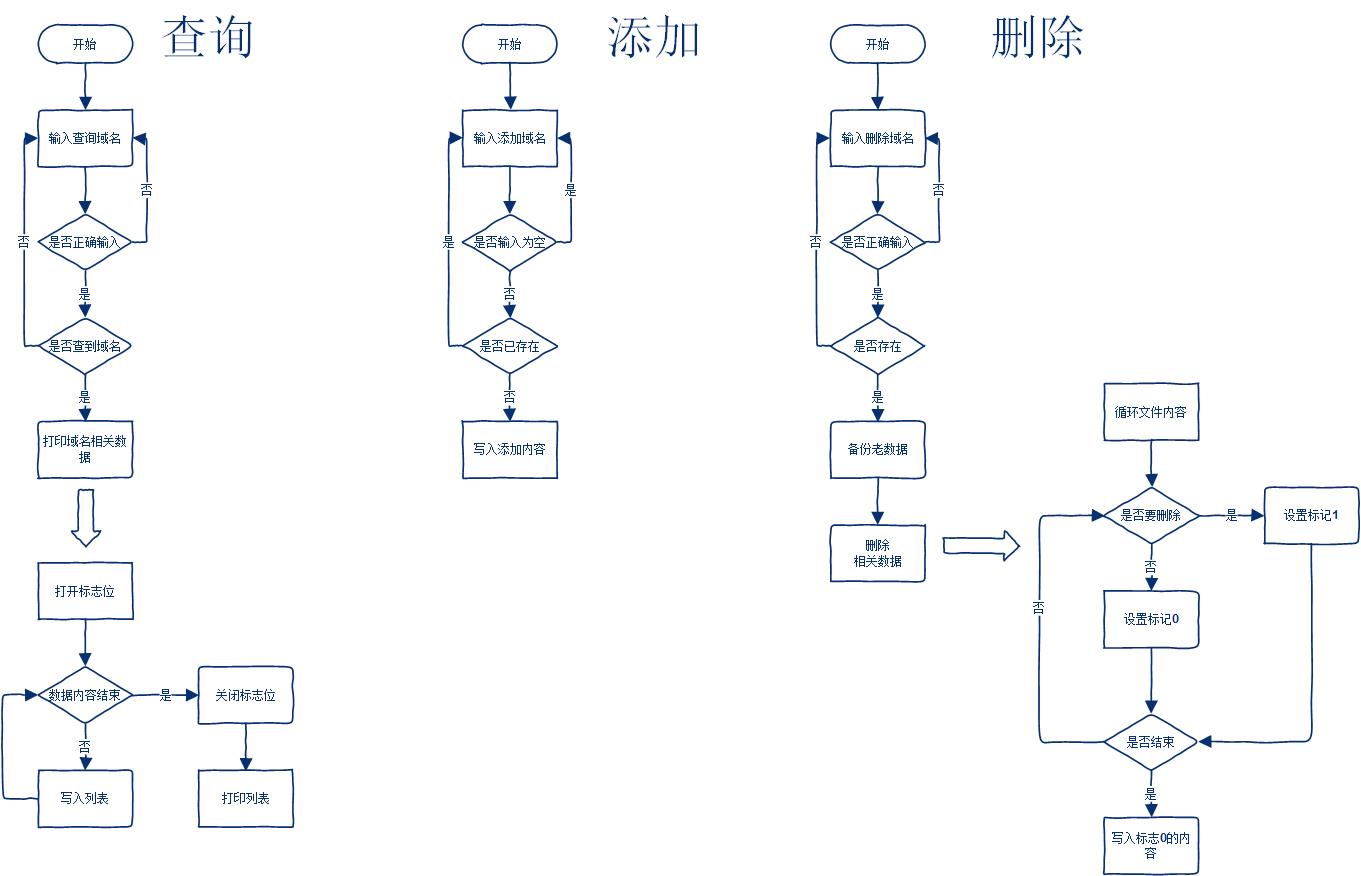 查询
开始
输入查询域名
否
是否正确输入
否
是
是否查到域名
是
打印域名相关数
据
打开标志位
数据内容结束
是
关闭标志位
否
写入列表
打印列表
添加
开始
输入添加域名
是
是否输入为空
是
否
是否已存在
否
写入添加内容
删除
开始
输入删除域名
否
是否正确输入
否
是
是否存在
是
备份老数据
删除
相关数据
循环文件内容
是否要删除
是
设置标记1
否
设置标记0
否
是否结束
是
写入标志0的内
容